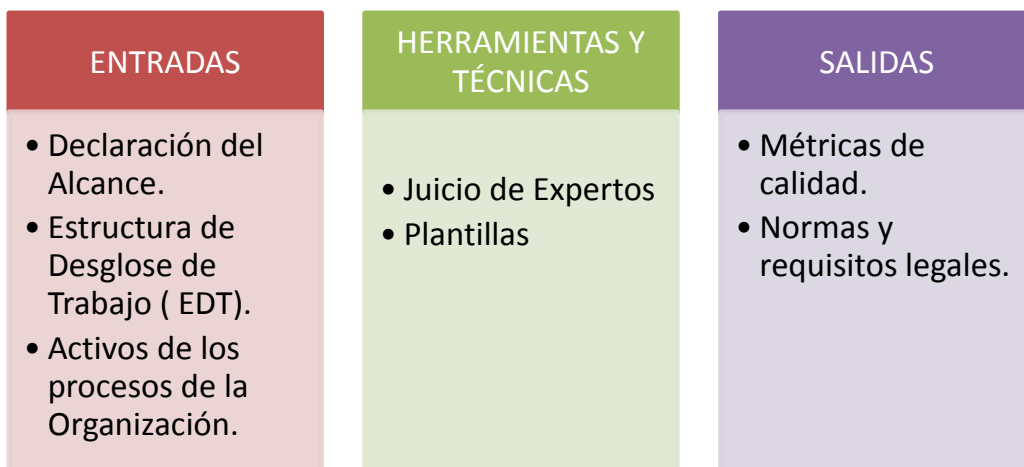 ENTRADAS
• Declaración del
Alcance.
• Estructura de
Desglose de
Trabajo ( EDT).
• Activos de los
procesos de la
Organización.
HERRAMIENTAS Y
TÉCNICAS
• Juicio de Expertos
• Plantillas
SALIDAS
• Métricas de
calidad.
• Normas y
requisitos legales.